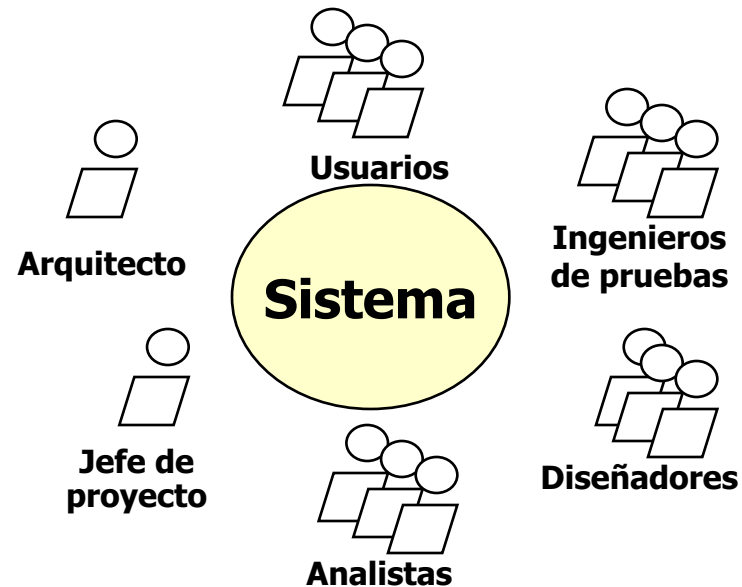 Usuarios
Arquitecto
Ingenieros
de pruebas
Sistema
Jefe de
proyecto
Diseñadores
Analistas